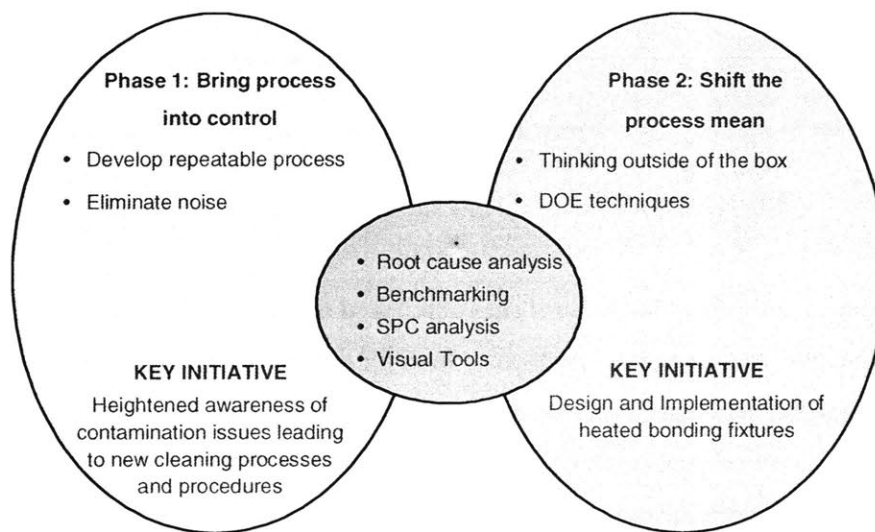 Phase 1: Bring process
into control
• Develop repeatable process
• Eliminate noise
KEY INITIATIVE
Heightened awareness of
contamination issues leading
to new cleaning processes
and procedures
• Root cause analysis
• Benchmarking
• SPC analysis
• Visual Tools
Phase 2: Shift the
process mean
• Thinking outside of the box
• DOE techniques
KEY INITIATIVE
Design and Implementation of
heated bonding fixtures